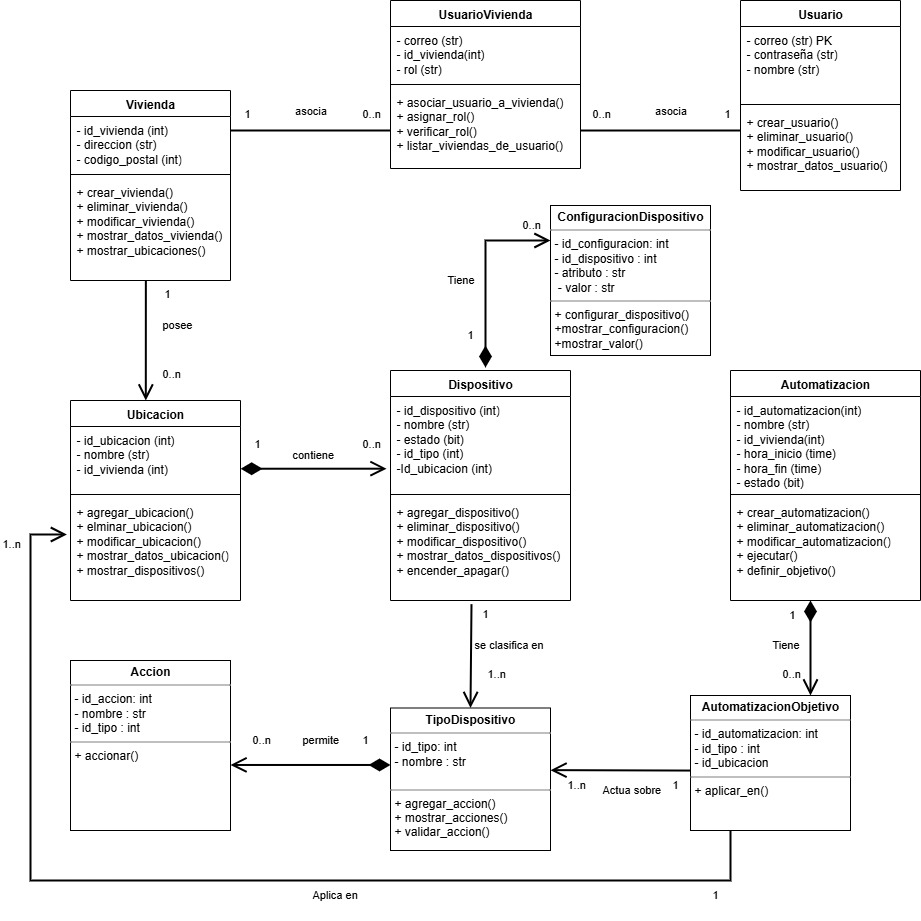 UsuarioVivienda
- correo (str)
- id_vivienda(int)
- rol (str)
+ asociar_usuario_a_vivienda()
+ asignar_rol()
+ verificar_rol()
+ listar_viviendas_de_usuario()
Usuario
- correo (str) PK
- contraseña (str)
- nombre (str)
+ crear_usuario()
+ eliminar_usuario()
+ modificar_usuario()
+ mostrar_datos_usuario()
Vivienda
- id_vivienda (int)
- direccion (str)
- codigo_postal (int)
+ crear_vivienda()
+ eliminar_vivienda()
+ modificar_vivienda()
+ mostrar_datos_vivienda()
+ mostrar_ubicaciones()
1
asocia
0..n
0..n
asocia
1
ConfiguracionDispositivo
- id_configuracion: int
- id_dispositivo : int
- atributo : str
- valor : str
+ configurar_dispositivo()
+mostrar_configuracion()
+mostrar_valor()
0..n
Tiene
1
1
posee
0..n
Ubicacion
- id_ubicacion (int)
- nombre (str)
- id_vivienda (int)
+ agregar_ubicacion()
+ elminar_ubicacion()
+ modificar_ubicacion()
+ mostrar_datos_ubicacion()
+ mostrar_dispositivos()
1
contiene
0..n
Dispositivo
- id_dispositivo (int)
- nombre (str)
- estado (bit)
- id_tipo (int)
-Id_ubicacion (int)
+ agregar_dispositivo()
+ eliminar_dispositivo()
+ modificar_dispositivo()
+ mostrar_datos_dispositivos()
+ encender_apagar()
Automatizacion
- id_automatizacion(int)
- nombre (str)
- id_vivienda(int)
- hora_inicio (time)
- hora_fin (time)
- estado (bit)
+ crear_automatizacion()
+ eliminar_automatizacion()
+ modificar_automatizacion()
+ ejecutar()
+ definir_objetivo()
1..n
1
se clasifica en
1..n
1
Tiene
0..n
Accion
- id_accion: int
- nombre : str
- id_tipo : int
+ accionar()
0..n
permite
1
TipoDispositivo
- id_tipo: int
- nombre : str
+ agregar_accion()
+ mostrar_acciones()
+ validar_accion()
1..n
Actua sobre
1
AutomatizacionObjetivo
- id_automatizacion: int
- id_tipo : int
- id_ubicacion
+ aplicar_en()
Aplica en
1